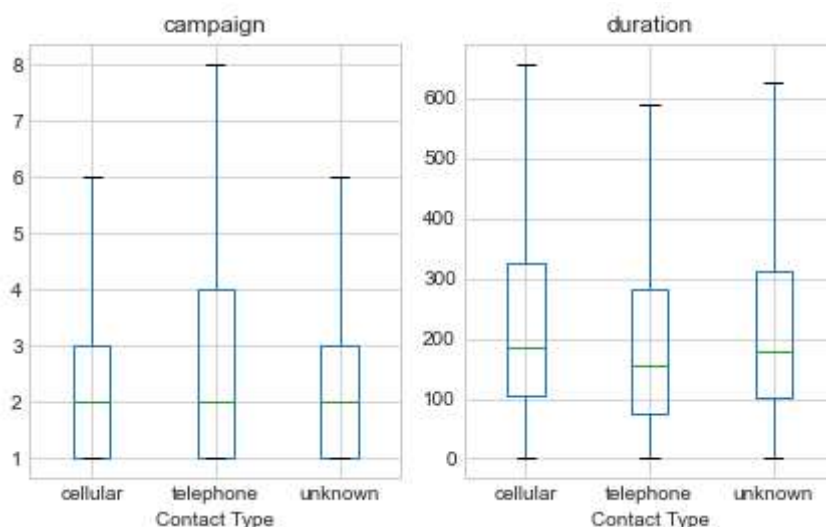 campaign
8
7
6
5
4
3
2
1
cellular telephone unknown
Contact Type
duration
600
500
400
300
200
100
0
cellular telephone unknown
Contact Type